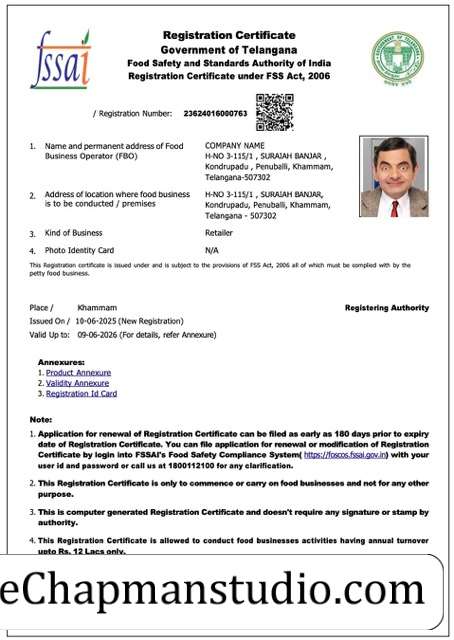 fssai
Registration Certificate
Government of Telangana
Food Safety and Standards Authority of India
Registration Certificate under FSS Act, 2006
/ Registration Number: 23624016000763
1. Name and permanent address of Food
Business Operator (FBO)
COMPANY NAME
H-NO 3-115/1 , SURAIAH BANJAR ,
Kondrupadu , Penuballi, Khammam,
Telangana-507302
2. Address of location where food business
is to be conducted / premises
H-NO 3-115/1 , SURAIAH BANJAR,
Kondrupadu, Penuballi, Khammam,
Telangana - 507302
3. Kind of Business Retailer
4. Photo Identity Card N/A
This Registration certificate is issued under and is subject to the provisions of FSS Act, 2006 all of which must be complied with by the
petty food business.
Place / Khammam Registering Authority
Issued On / 10-06-2025 (New Registration)
Valid Up to: 09-06-2026 (For details, refer Annexure)
Annexures:
1. Product Annexure
2. Validity Annexure
3. Registration Id Card
Note:
1. Application for renewal of Registration Certificate can be filed as early as 180 days prior to expiry
date of Registration Certificate. You can file application for renewal or modification of Registration
Certificate by login into FSSAI's Food Safety Compliance System( https://foscos.fssai.gov.in) with your
user id and password or call us at 1800112100 for any clarification.
2. This Registration Certificate is only to commence or carry on food businesses and not for any other
purpose.
3. This is computer generated Registration Certificate and doesn't require any signature or stamp by
authority.
4. This Registration Certificate is allowed to conduct food businesses activities having annual turnover
upto Rs. 12 Lacs only.
eChapmanstudio.com